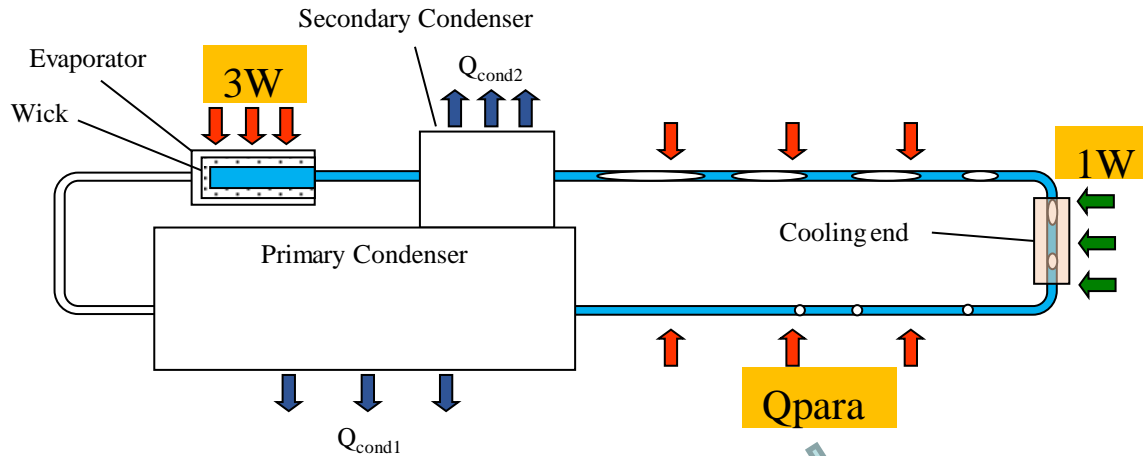 Secondary Condenser
Evaporator
3W
Qcond2
Wick
1W
Cooling end
Primary Condenser
Qpara
Qcond1